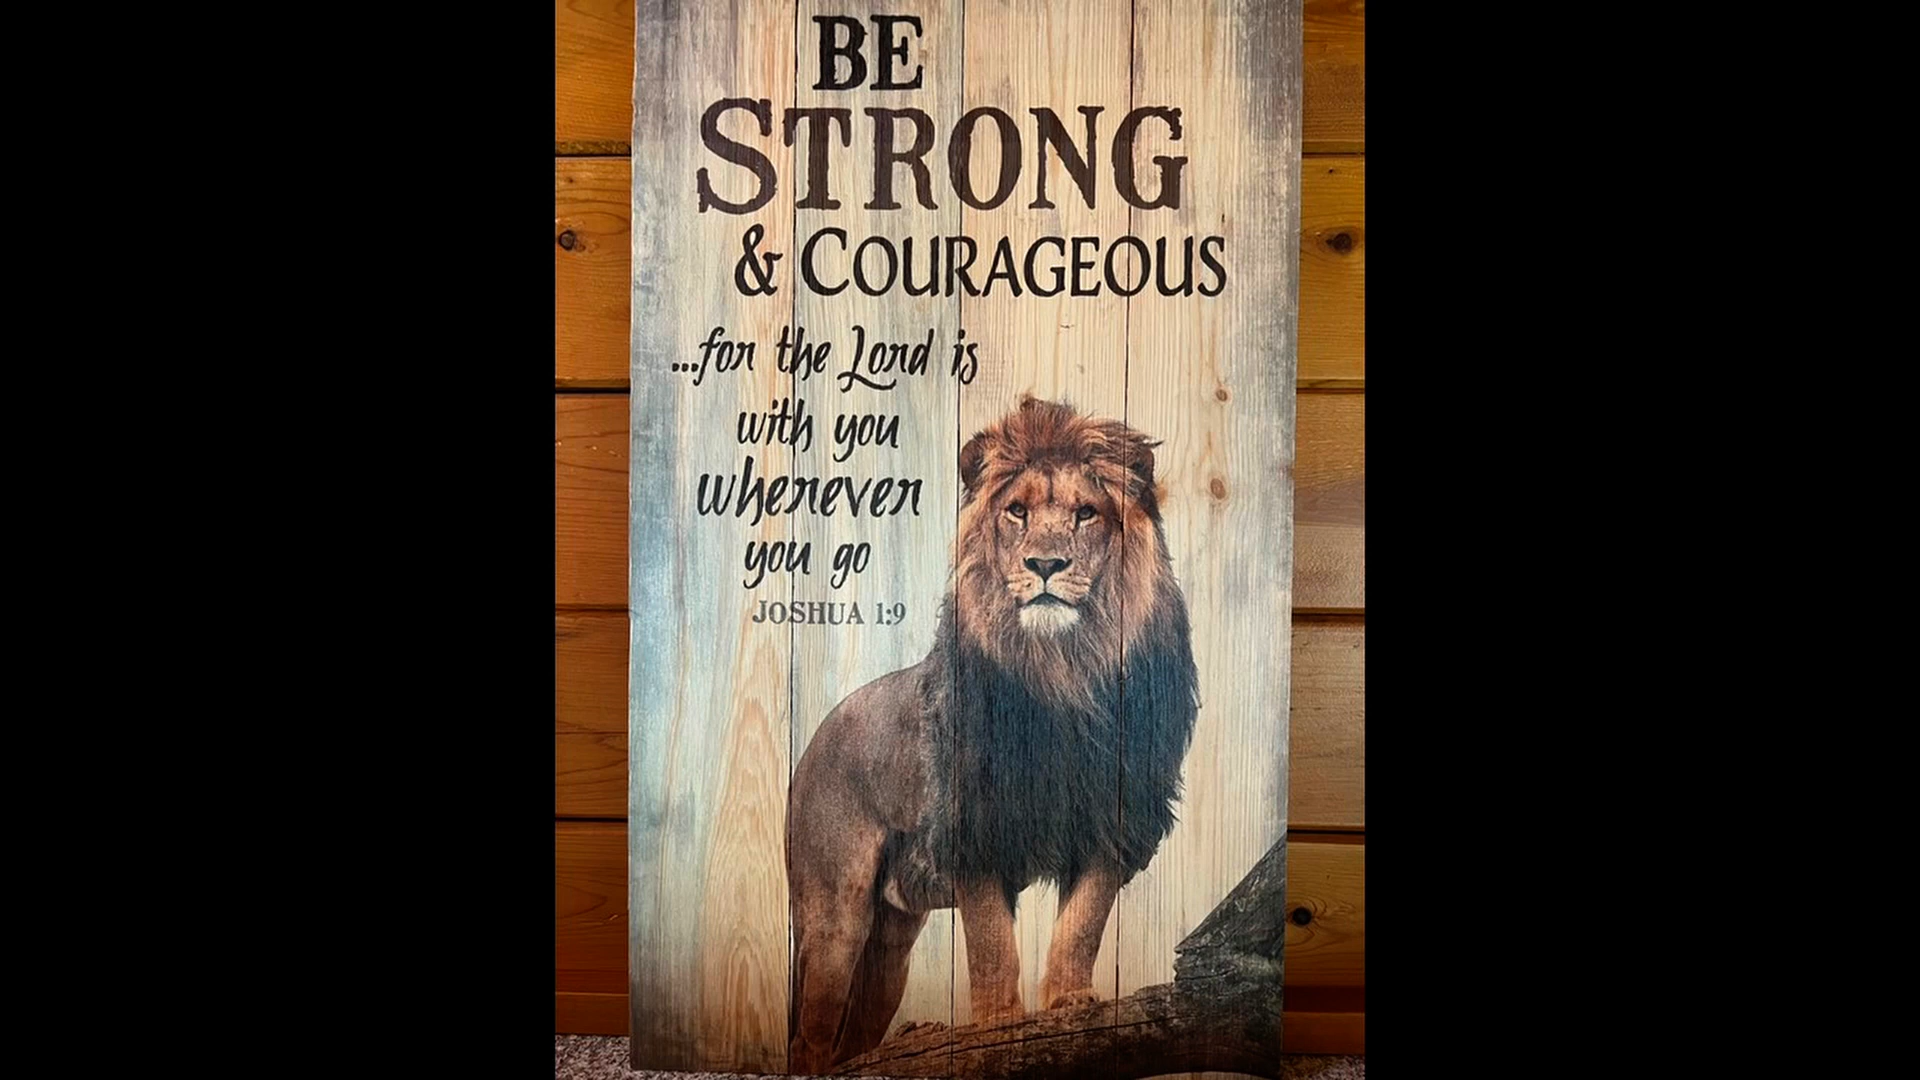 BE
STRONG
& COURAGEOUS
...for the Lord is
with you
wherever
you go
JOSHUA 1:9